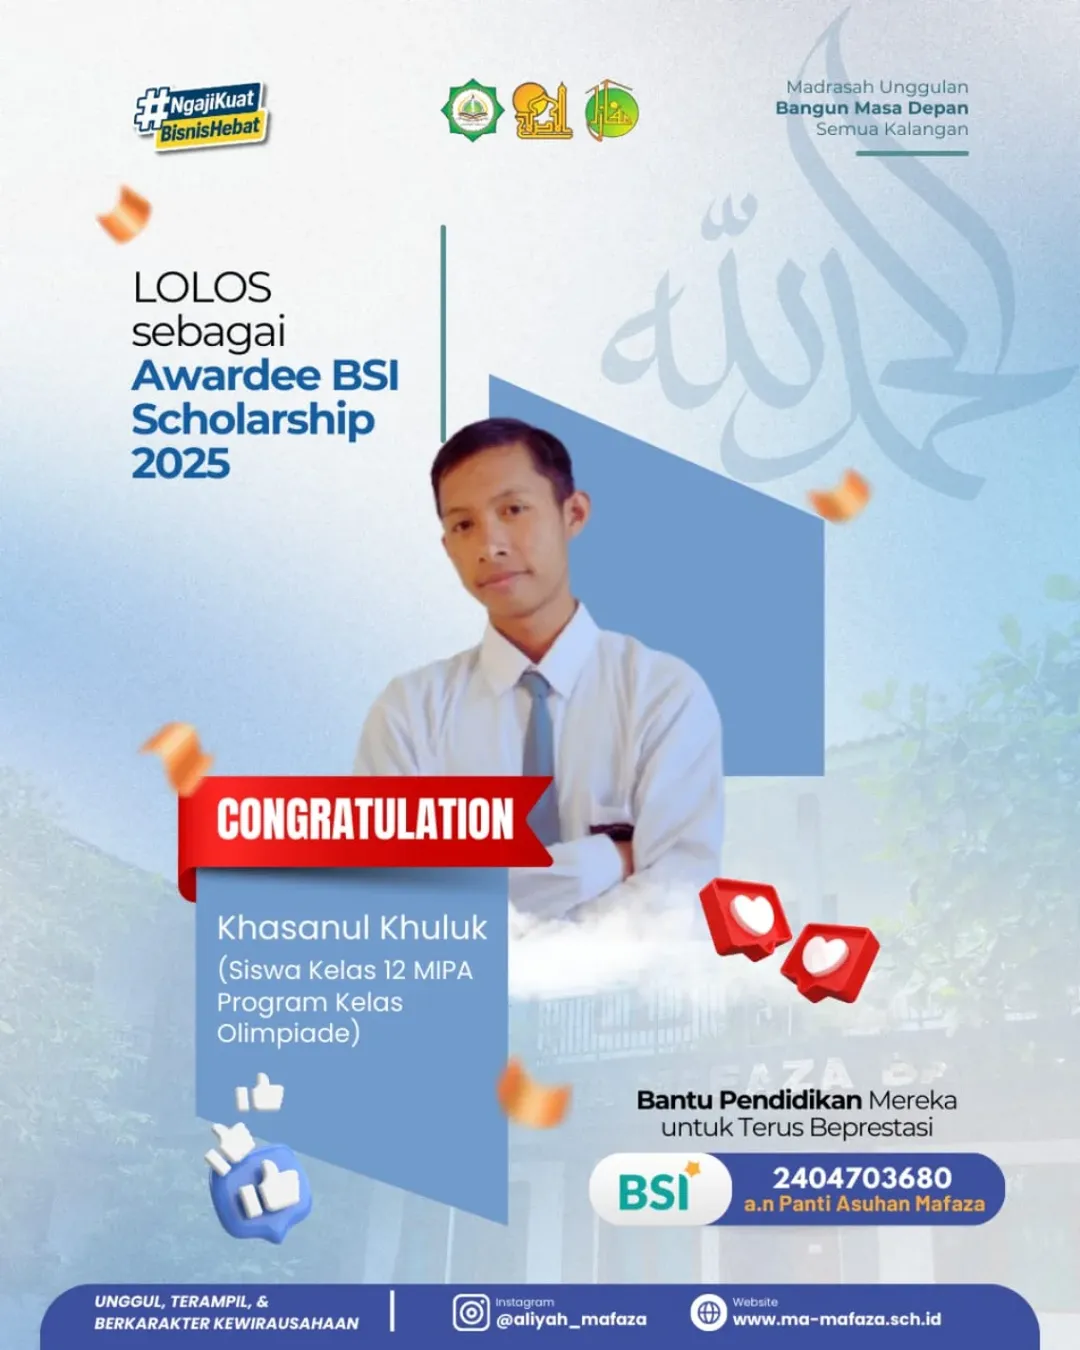 #NgajiKuat
BisnisHebat
Madrasah Unggulan
Bangun Masa Depan
Semua Kalangan
الحمد لله
LOLOS
sebagai
Awardee BSI
Scholarship
2025
CONGRATULATION
Khasanul Khuluk
(Siswa Kelas 12 MIPA
Program Kelas
Olimpiade)
Bantu Pendidikan Mereka
untuk Terus Beprestasi
BSI
2404703680
a.n Panti Asuhan Mafaza
UNGGUL, TERAMPIL, &
BERKARAKTER KEWIRAUSAHAAN
Instagram
@aliyah_mafaza
Website
www.ma-mafaza.sch.id